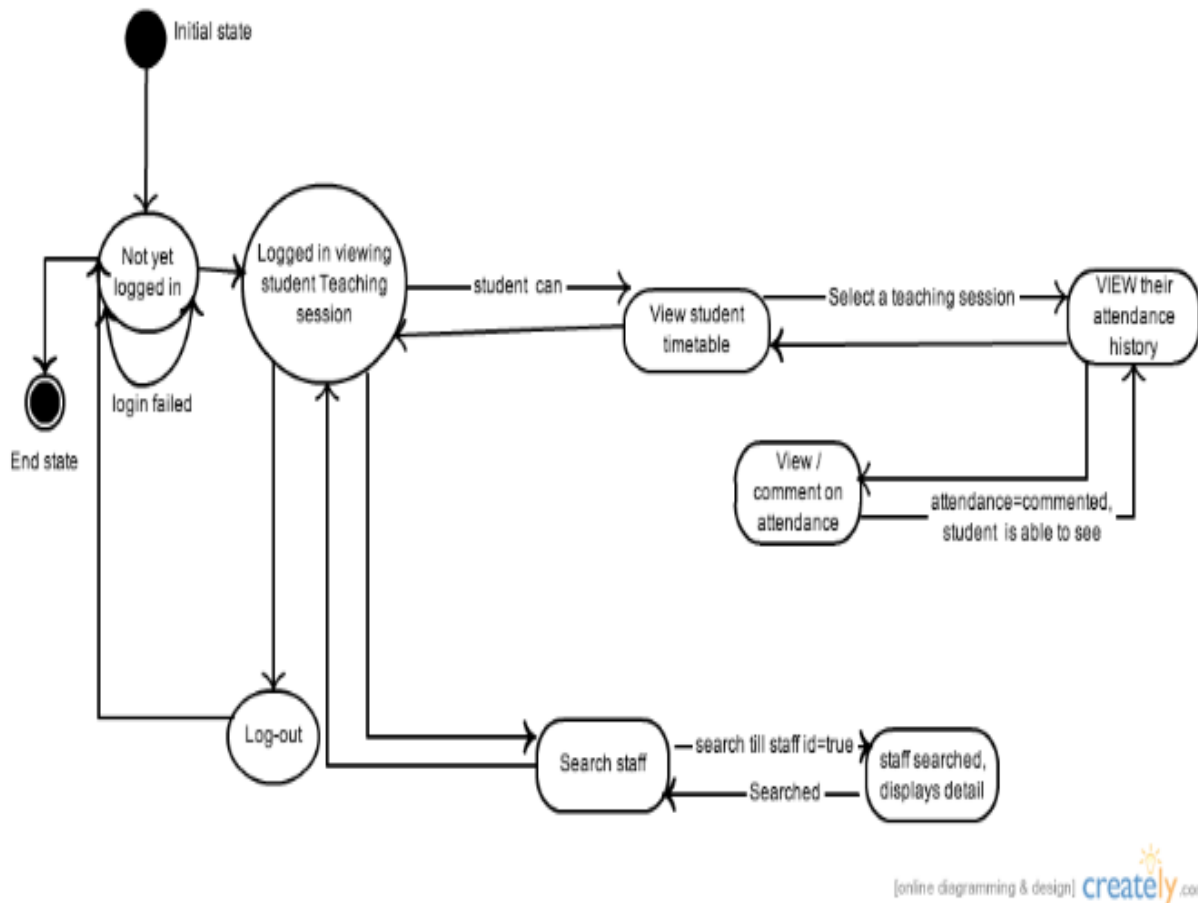 Initial state
Not yet
logged in
Logged in viewing
student Teaching
session
student can
View student
timetable
Select a teaching session
VIEW their
attendance
history
login failed
End state
View /
comment on
attendance
attendance=commented,
student is able to see
Log-out
Search staff
search till staff id=true
Searched
staff searched,
displays detail
[online diagramming & design] creately.com